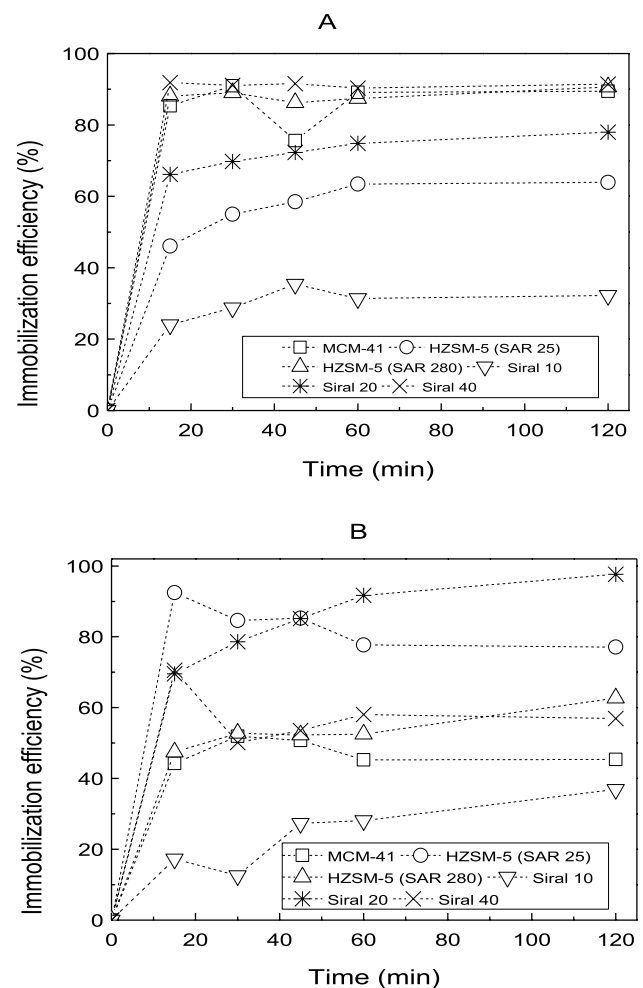 A
Immobilization efficiency (%)
100
80
60
40
20
0
MCM-41 HZSM-5 (SAR 25)
HZSM-5 (SAR 280) Siral 10
Siral 20 Siral 40
0 20 40 60 80 100 120
Time (min)
B
Immobilization efficiency (%)
100
80
60
40
20
0
MCM-41 HZSM-5 (SAR 25)
HZSM-5 (SAR 280) Siral 10
Siral 20 Siral 40
0 20 40 60 80 100 120
Time (min)